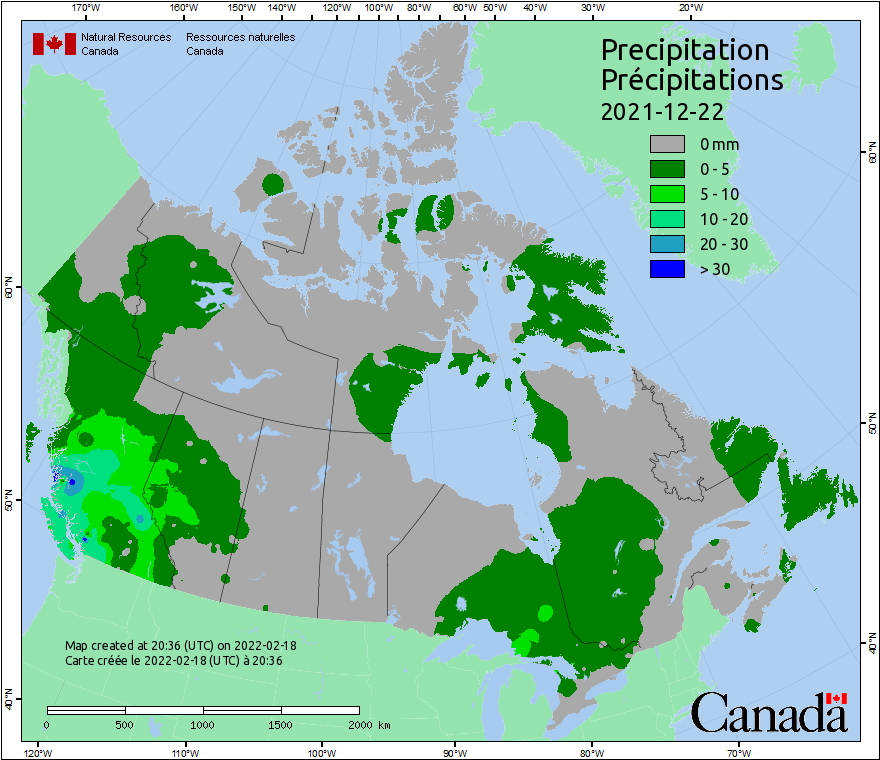 170°W 160°W 150°W 140°W 130°W 120°W 110°W 100°W 90°W 80°W 60°W 50°W 40°W 30°W 20°W
Natural Resources Ressources naturelles
Canada Canada
Precipitation
Précipitations
2021-12-22
0 mm
0 - 5
5 - 10
10 - 20
20 - 30
> 30
60°N
60°N
50°N
50°N
40°N
40°N
Map created at 20:36 (UTC) on 2022-02-18
Carte créée le 2022-02-18 (UTC) à 20:36
0 500 1000 1500 2000 km
Canada
120°W 110°W 100°W 90°W 80°W 70°W